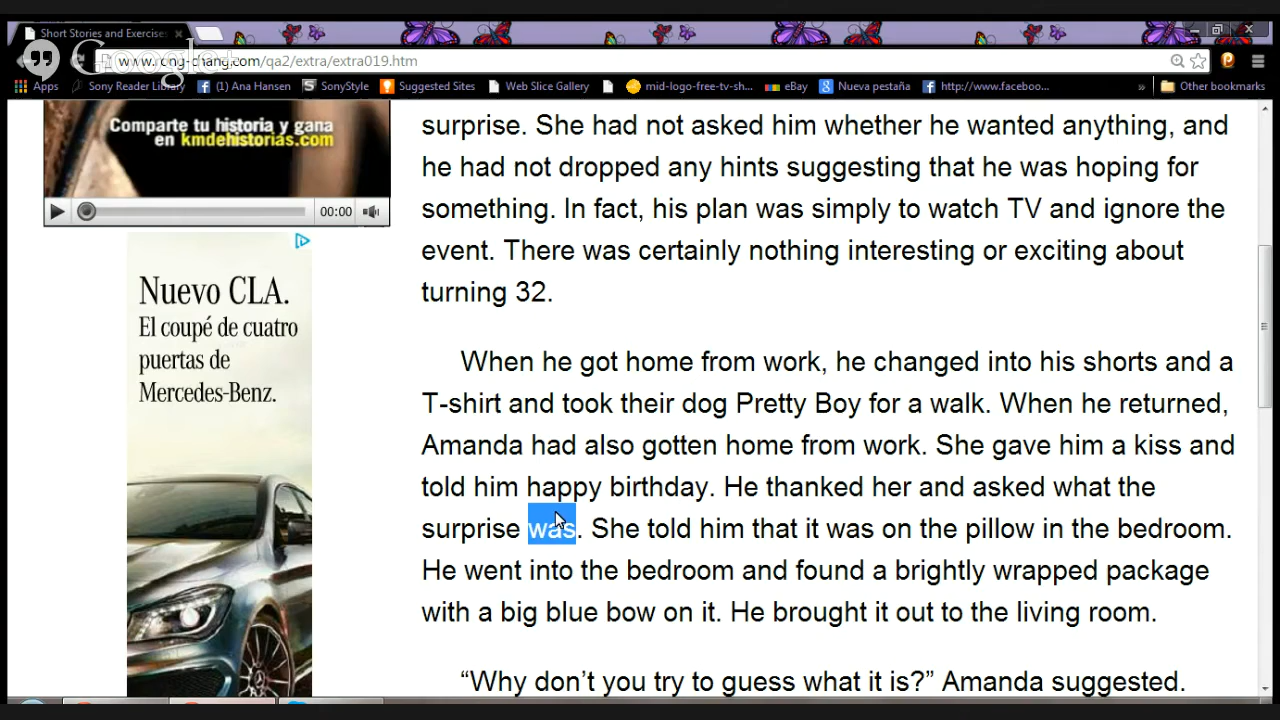 Short Stories and Exercises
Google+
www.rong-chang.com/qa2/extra/extra019.htm
Apps
Sony Reader Library
(1) Ana Hansen
SonyStyle
Suggested Sites
Web Slice Gallery
mid-logo-free-tv-sh...
eBay
Nueva pestaña
http://www.faceboo...
»
Other bookmarks
Comparte tu historia y gana
en kmdehistorias.com
00:00
Nuevo CLA.
El coupé de cuatro
puertas de
Mercedes-Benz.
surprise. She had not asked him whether he wanted anything, and
he had not dropped any hints suggesting that he was hoping for
something. In fact, his plan was simply to watch TV and ignore the
event. There was certainly nothing interesting or exciting about
turning 32.
When he got home from work, he changed into his shorts and a
T-shirt and took their dog Pretty Boy for a walk. When he returned,
Amanda had also gotten home from work. She gave him a kiss and
told him happy birthday. He thanked her and asked what the
surprise was. She told him that it was on the pillow in the bedroom.
He went into the bedroom and found a brightly wrapped package
with a big blue bow on it. He brought it out to the living room.
“Why don’t you try to guess what it is?” Amanda suggested.